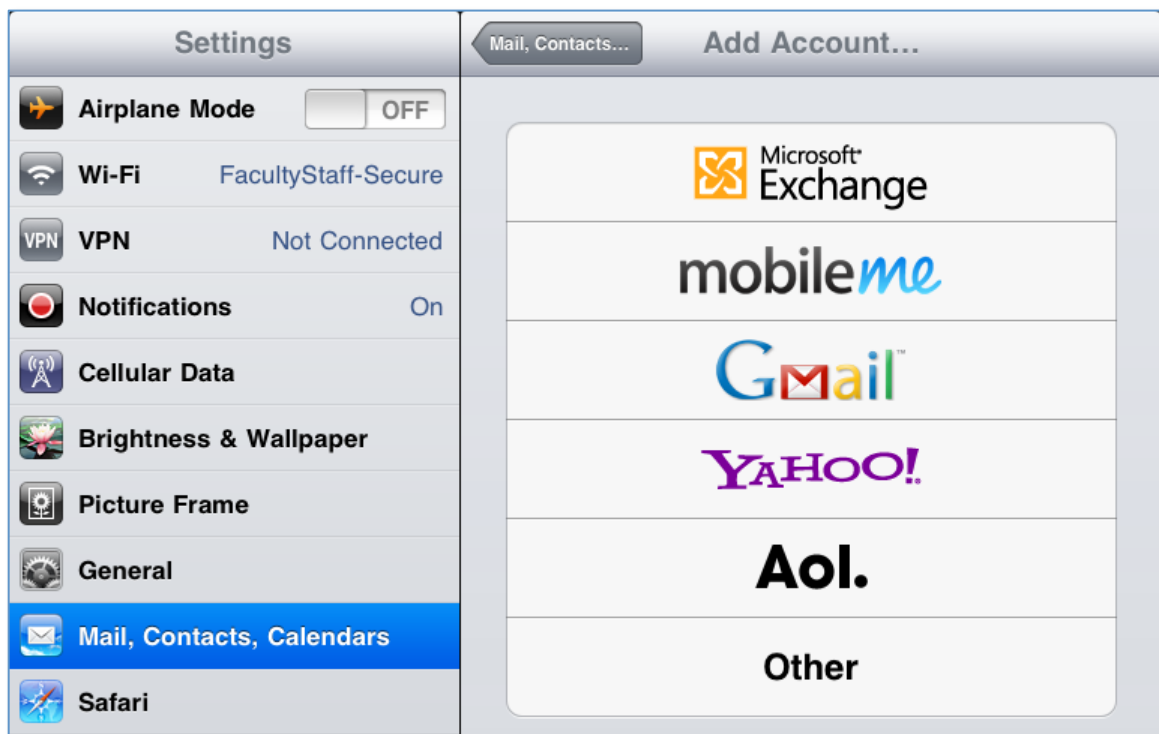 Settings
Airplane Mode OFF
Wi-Fi FacultyStaff-Secure
VPN VPN Not Connected
Notifications On
Cellular Data
Brightness & Wallpaper
Picture Frame
General
Mail, Contacts, Calendars
Safari
Mail, Contacts...
Add Account...
Microsoft
Exchange
mobileme
Gmail™
YAHOO!
Aol.
Other